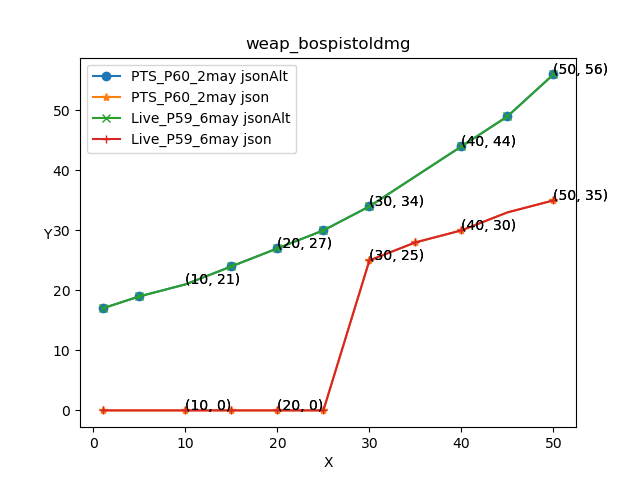 weap_bospistoldmg
PTS_P60_2may jsonAlt
PTS_P60_2may json
Live_P59_6may jsonAlt
Live_P59_6may json
(50, 56)
(40, 44)
(30, 34)
(20, 27)
(10, 21)
(50, 35)
(40, 30)
(30, 25)
(10, 0)
(20, 0)
Y
50
40
30
20
10
0
0 10 20 30 40 50
X